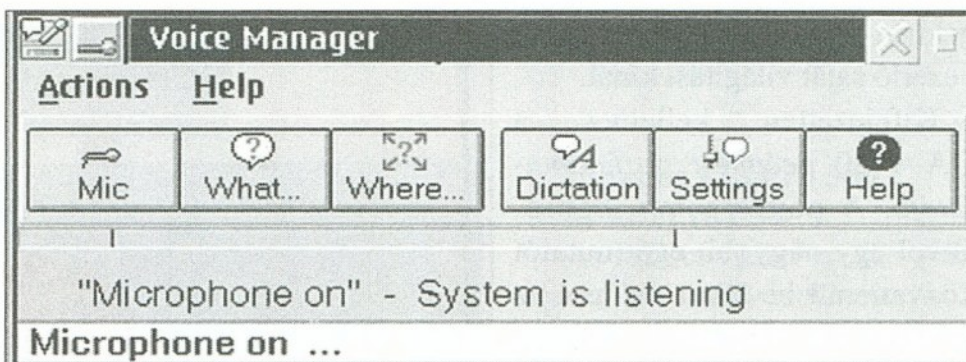 Voice Manager
Actions Help
Mic What... Where... Dictation Settings Help
"Microphone on" - System is listening
Microphone on ...